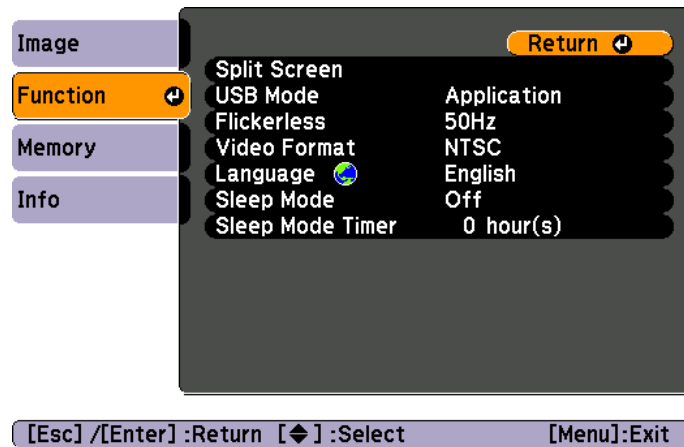 Image
Function
Memory
Info
Return
Split Screen
USB Mode Application
Flickerless 50Hz
Video Format NTSC
Language English
Sleep Mode Off
Sleep Mode Timer 0 hour(s)
[Esc] /[Enter] :Return [◆] :Select [Menu]:Exit